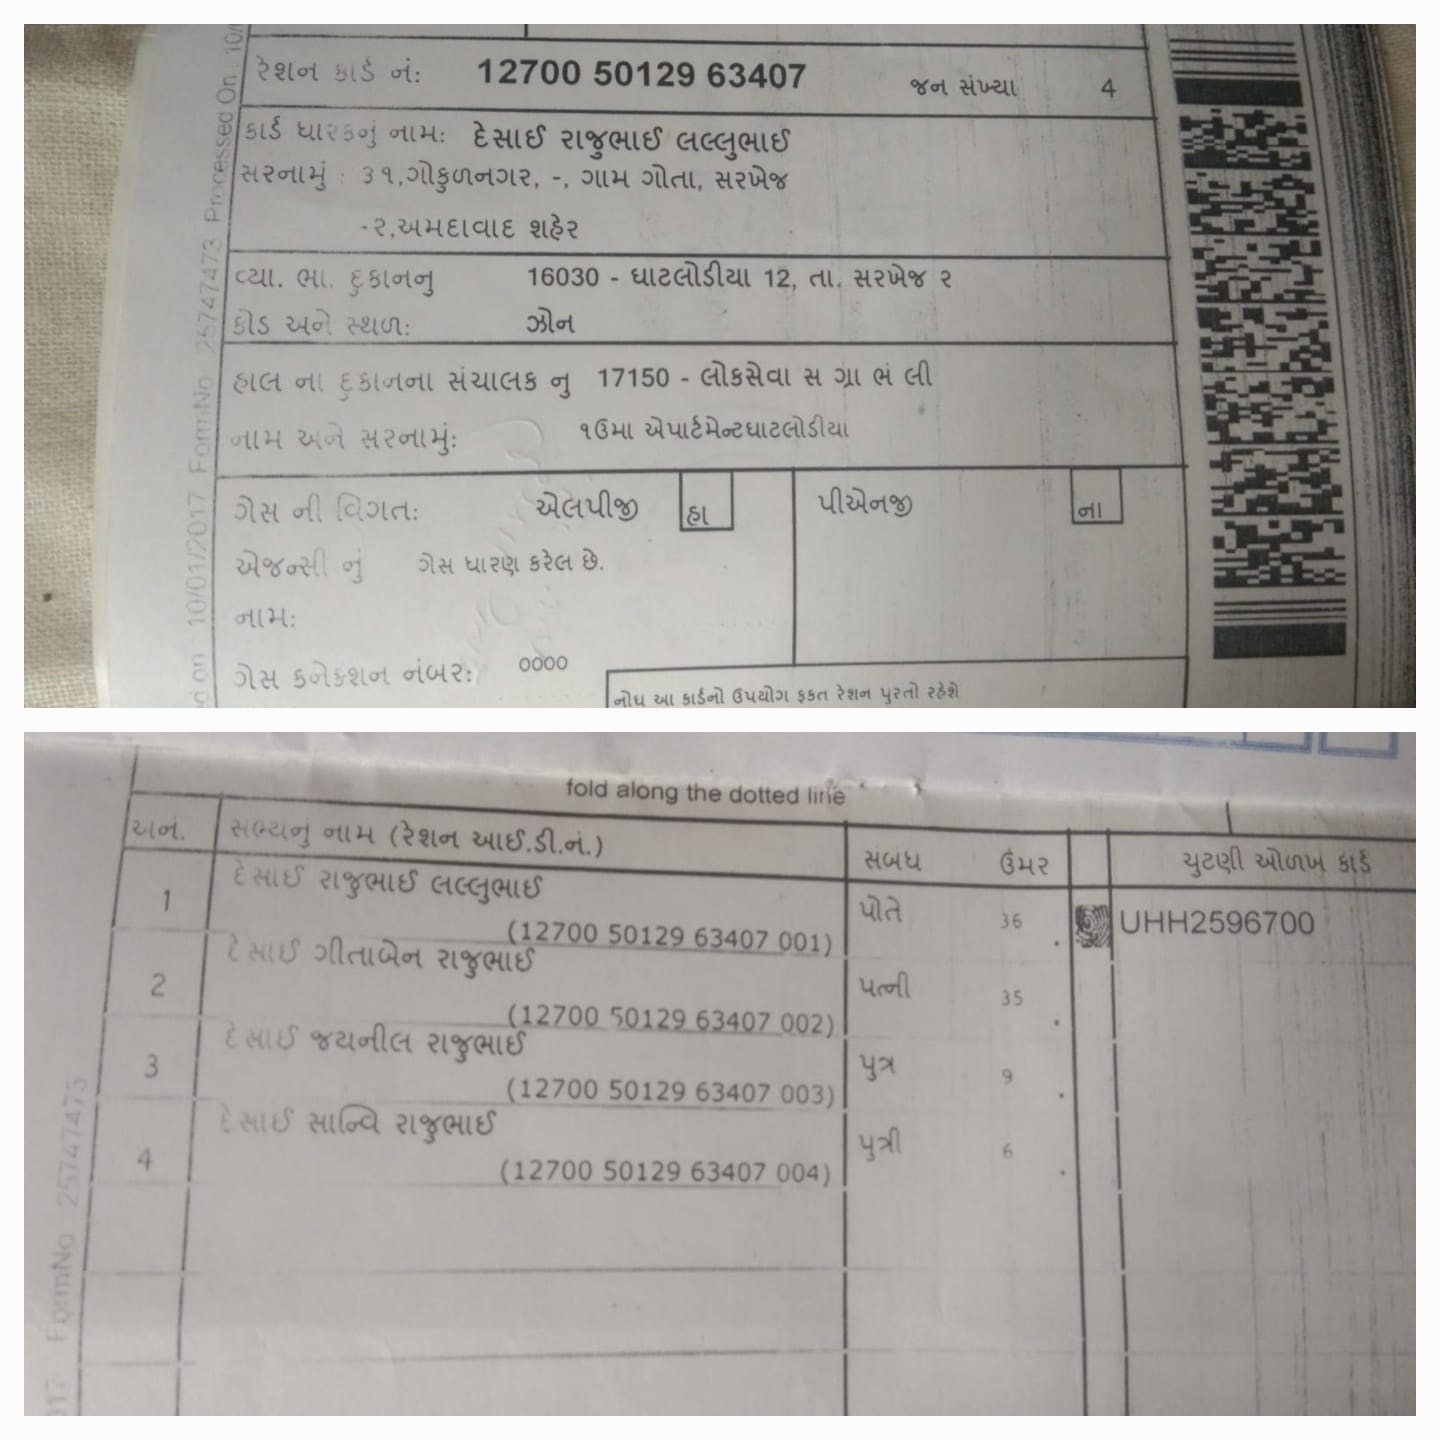 રેશન કાર્ડ નં: 12700 50129 63407 જન સંખ્યા 4
કાર્ડ ધારકનું નામ: દેસાઈ રાજુભાઈ લલ્લુભાઈ
સરનામું : ૩૧,ગોકુળનગર, -, ગામ ગોતા, સરખેજ
-૨,અમદાવાદ શહેર
વ્યા. ભા. દુકાનનુ 16030 - ઘાટલોડીયા 12, તા. સરખેજ ૨
કોડ અને સ્થળ: ઝોન
હાલ ના દુકાનના સંચાલક નુ 17150 - લોકસેવા સ ગ્રા ભં લી
નામ અને સરનામું: ૧ઉમા એપાર્ટમેન્ટઘાટલોડીયા
ગેસ ની વિગત: એલપીજી હા પીએનજી ના
એજન્સી નું ગેસ ધારણ કરેલ છે.
નામ:
ગેસ કનેકશન નંબર: 0000
નોધ આ કાર્ડનો ઉપયોગ ફકત રેશન પુરતો રહેશે
10/01/2017 FormNo 25747473 Processed On : 10/
fold along the dotted line
અનં. સભ્યનુ નામ (રેશન આઈ.ડી.નં.) સબંધ ઉંમર ચુટણી ઓળખ કાર્ડ
1 દેસાઈ રાજુભાઈ લલ્લુભાઈ પોતે 36 UHH2596700
(12700 50129 63407 001)
2 દેસાઈ ગીતાબેન રાજુભાઈ પત્ની 35
(12700 50129 63407 002)
3 દેસાઈ જયનીલ રાજુભાઈ પુત્ર 9
(12700 50129 63407 003)
4 દેસાઈ સાન્વિ રાજુભાઈ પુત્રી 6
(12700 50129 63407 004)
FormNo 25747473